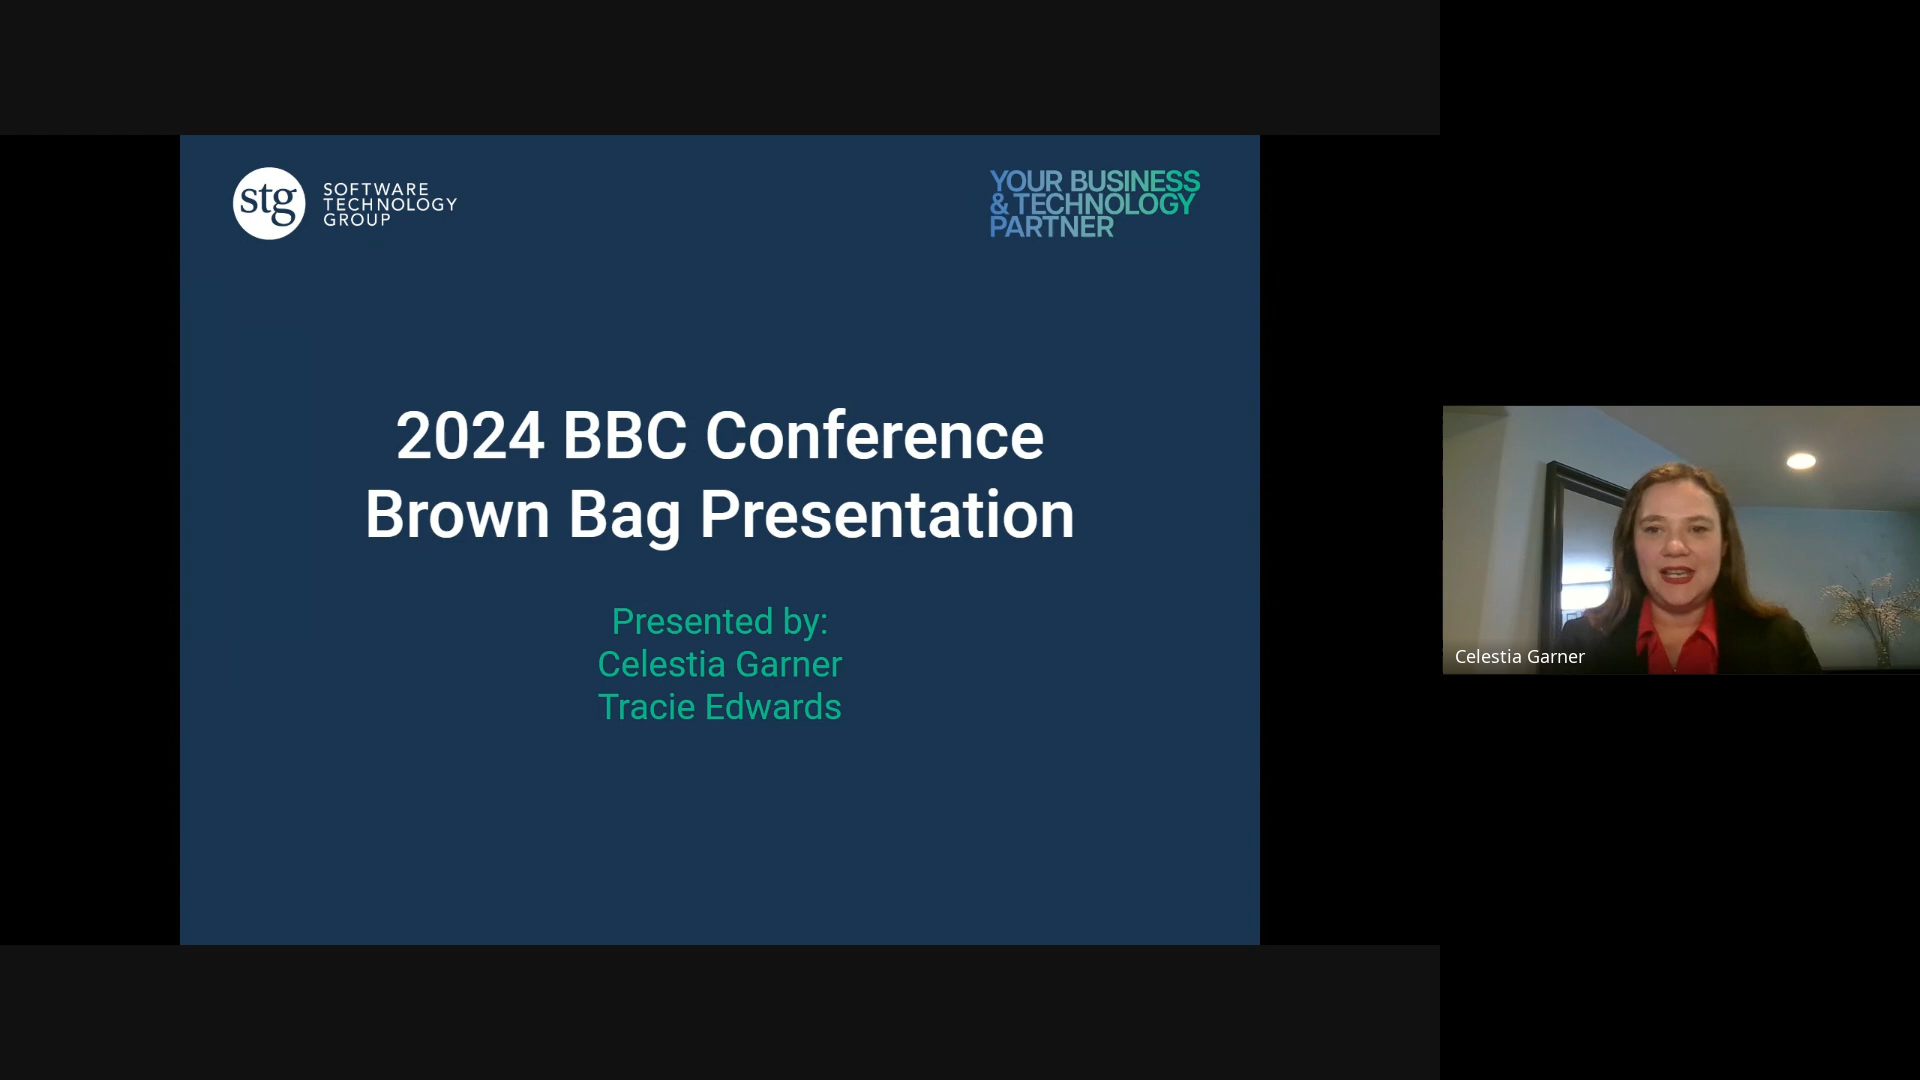 stg
SOFTWARE
TECHNOLOGY
GROUP
YOUR BUSINESS
& TECHNOLOGY
PARTNER
2024 BBC Conference
Brown Bag Presentation
Presented by:
Celestia Garner
Tracie Edwards
Celestia Garner